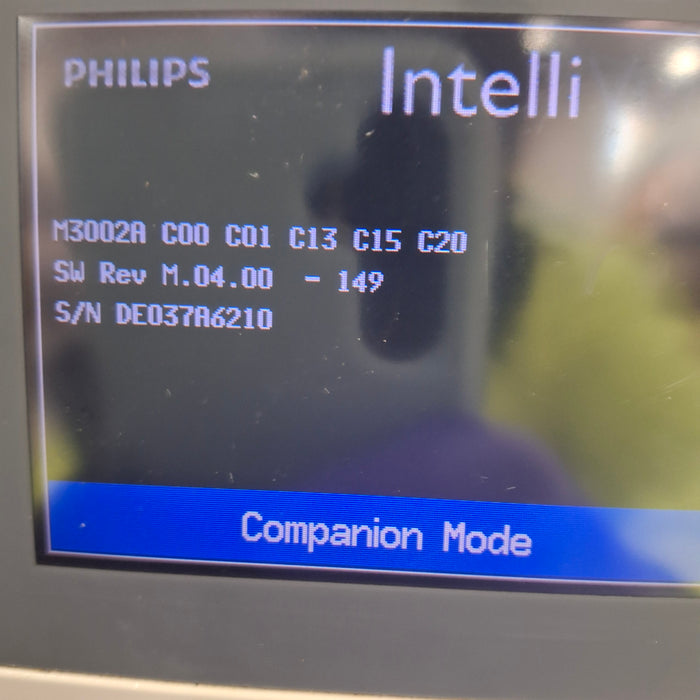 PHILIPS
Intelli
M3002A C00 C01 C13 C15 C20
SW Rev M.04.00 - 149
S/N DE037A6210
Companion Mode